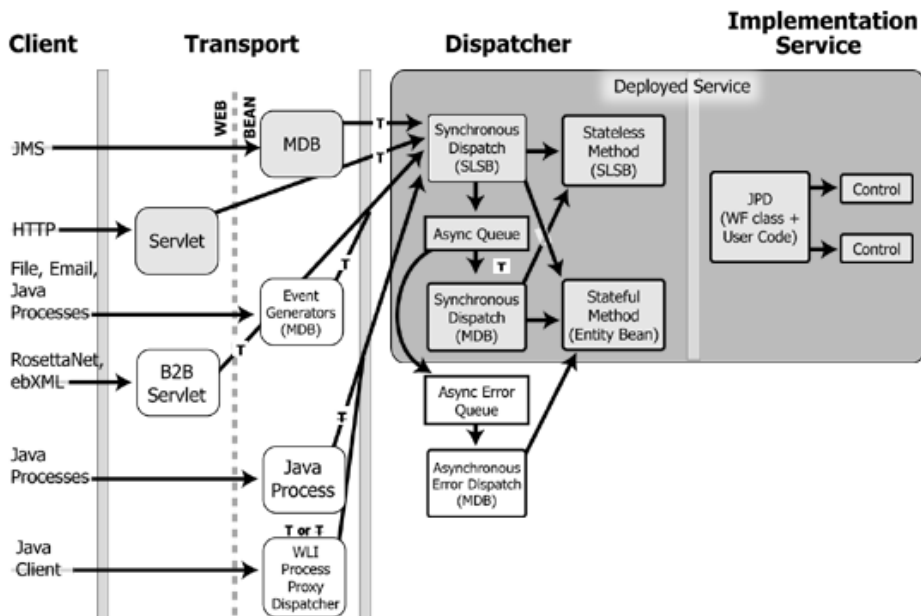 Client
Transport
Dispatcher
Implementation
Service
Deployed Service
WEB
BEAN
JMS
MDB
T
T
Synchronous
Dispatch
(SLSB)
Stateless
Method
(SLSB)
JPD
(WF class +
User Code)
Control
Control
HTTP
Servlet
Async Queue
T
T
File, Email,
Java
Processes
Event
Generators
(MDB)
Synchronous
Dispatch
(MDB)
Stateful
Method
(Entity Bean)
T
RosettaNet,
ebXML
B2B
Servlet
Async Error
Queue
T
Java
Processes
Java
Process
Asynchronous
Error Dispatch
(MDB)
T or T
Java
Client
WLI
Process
Proxy
Dispatcher